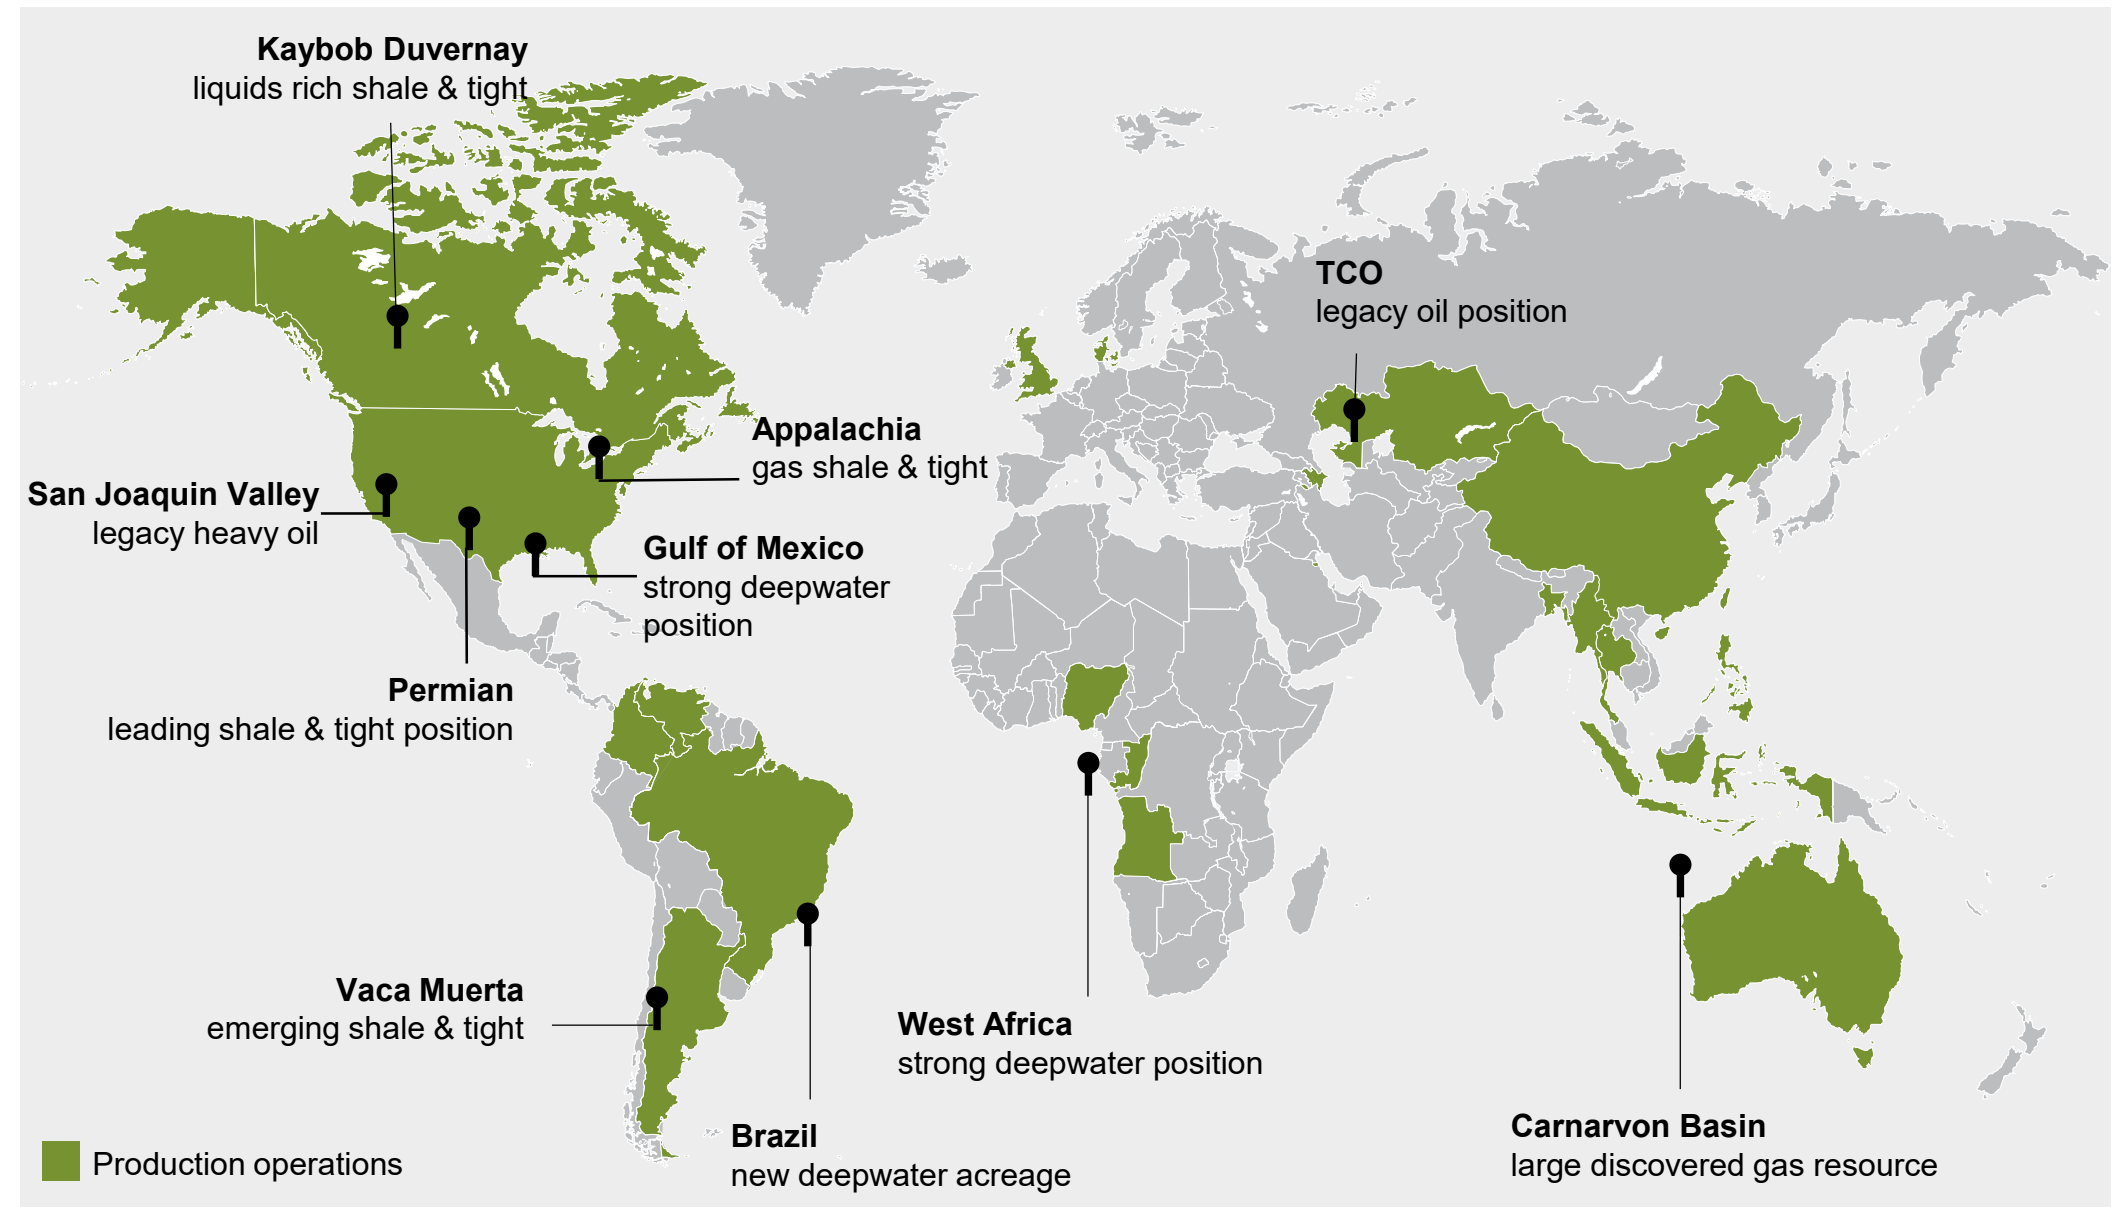 Kaybob Duvernay
liquids rich shale & tight
TCO
legacy oil position
Appalachia
gas shale & tight
San Joaquin Valley
legacy heavy oil
Gulf of Mexico
strong deepwater
position
Permian
leading shale & tight position
Vaca Muerta
emerging shale & tight
West Africa
strong deepwater position
Brazil
new deepwater acreage
Carnarvon Basin
large discovered gas resource
Production operations